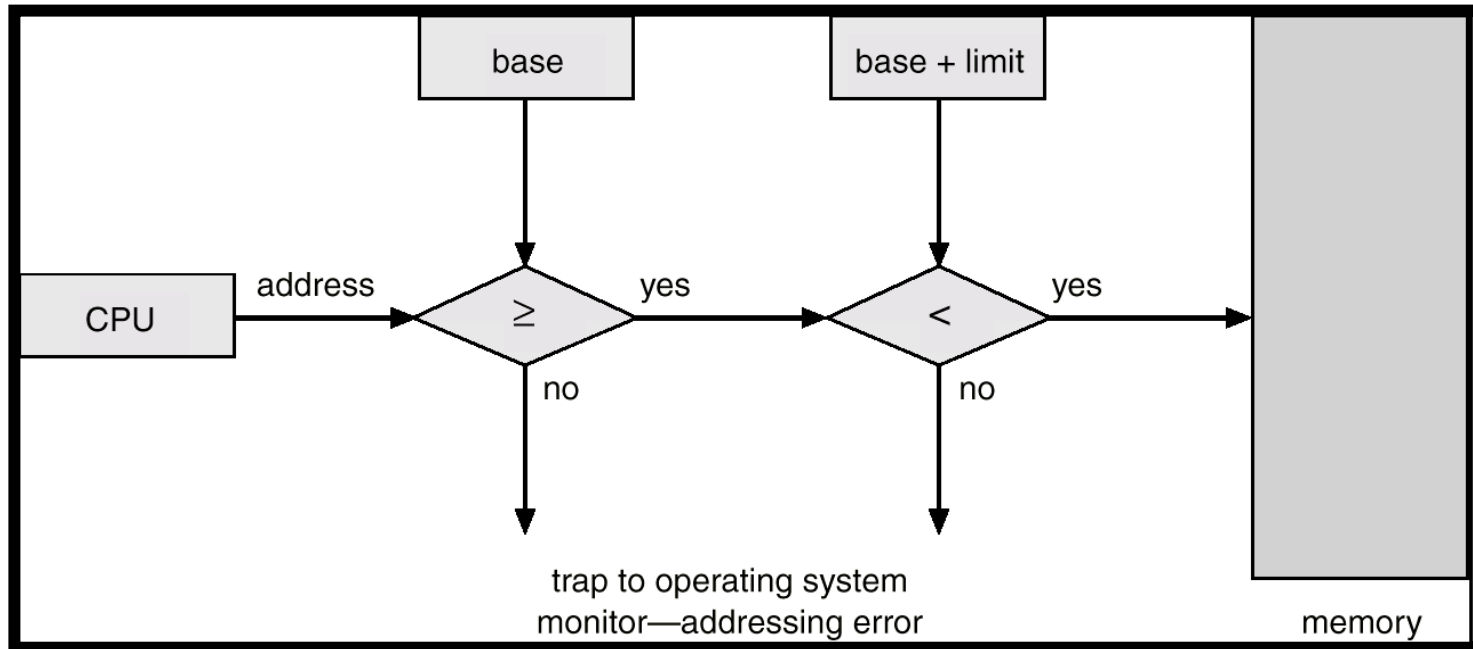 base
base + limit
CPU
address
≥
yes
<
yes
no
no
trap to operating system
monitor—addressing error
memory